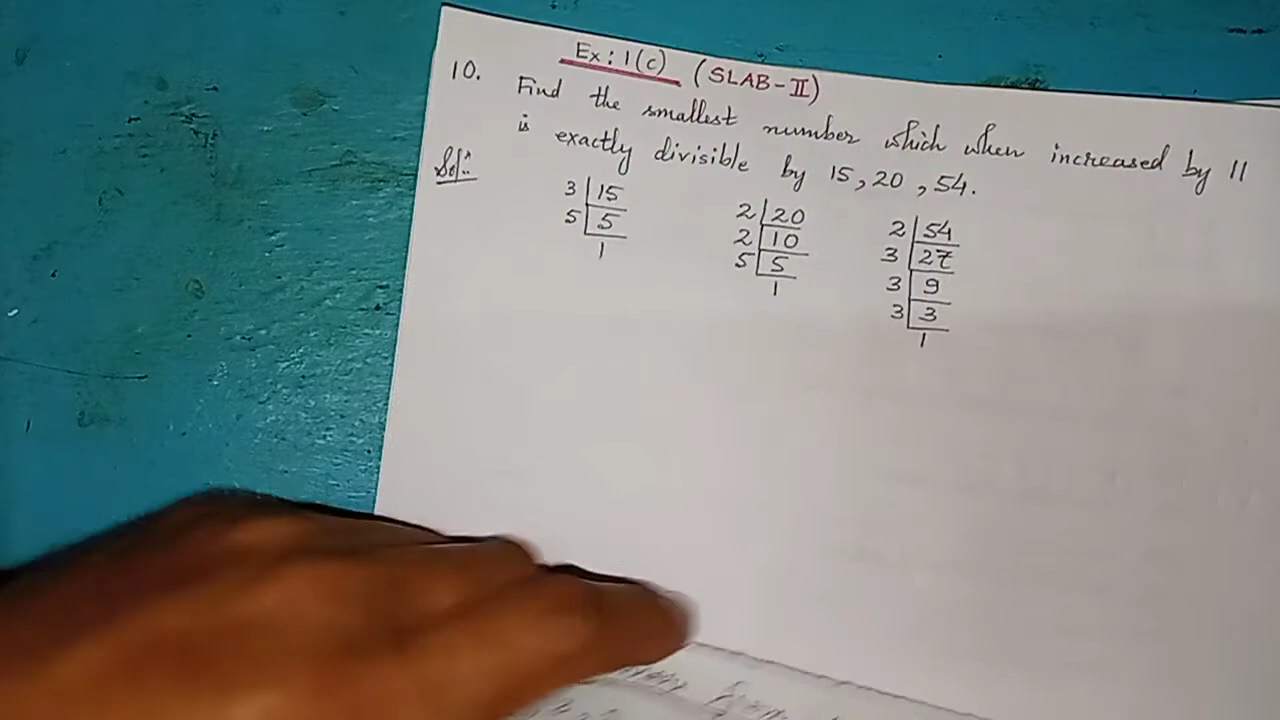 Ex: 1(c) (SLAB-II)
10. Find the smallest number which when increased by 11
is exactly divisible by 15, 20, 54.
Sol:
3 | 15
5 | 5
1
2 | 20
2 | 10
5 | 5
1
2 | 54
3 | 27
3 | 9
3 | 3
1